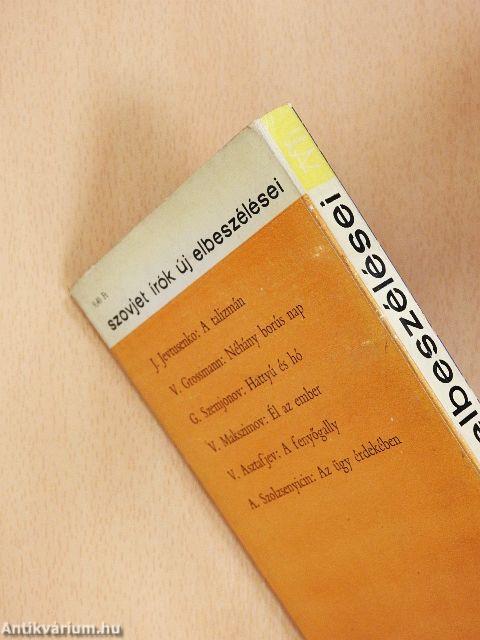 szovjet írók új elbeszélései
J. Jevtusenko: A talizmán
V. Grossmann: Néhány borús nap
G. Szemjonov: Hattyú és hó
V. Makszimov: Él az ember
V. Asztafjev: A fenyőgally
A. Szolzsenyicin: Az ügy érdekében
elbeszélései
Antikvárium.hu